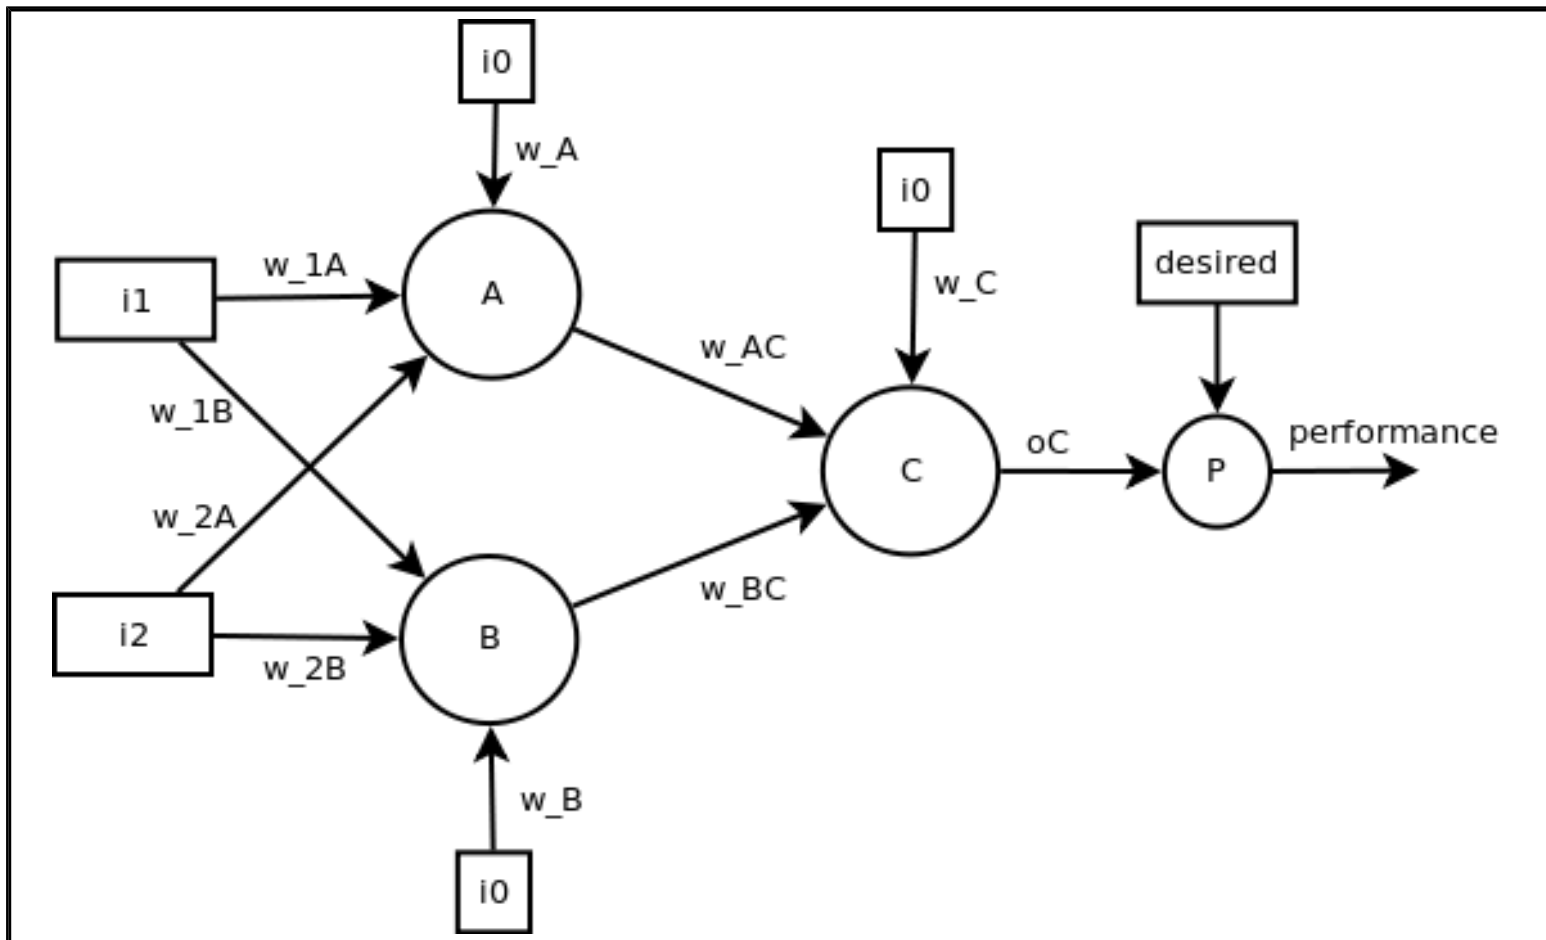 i0
w_A
i0
w_1A
desired
i1
A
w_C
w_AC
w_1B
performance
oC
C
P
w_2A
w_BC
i2
B
w_2B
w_B
i0